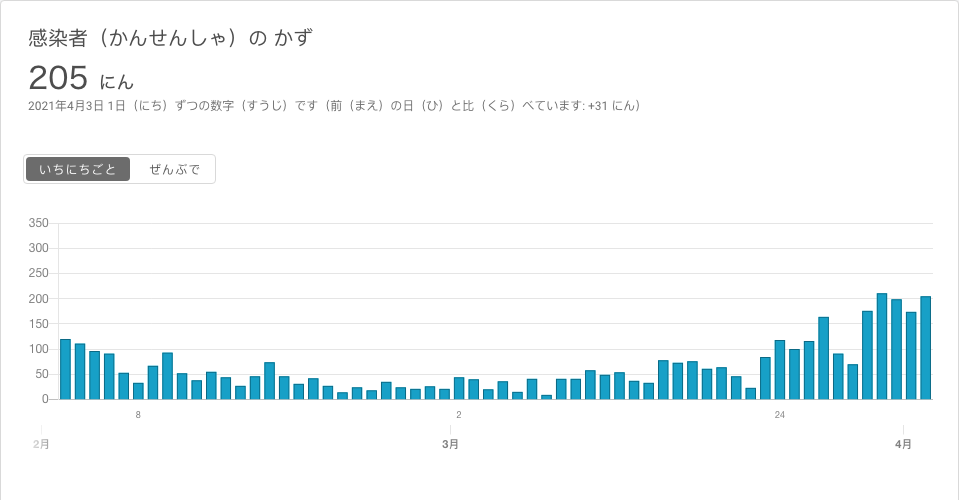 感染者（かんせんしゃ）の かず
205 にん
2021年4月3日 1日（にち）ずつの数字（すうじ）です（前（まえ）の日（ひ）と比（くら）べています: +31 にん）
いちにちごと ぜんぶで
350
300
250
200
150
100
50
0
8 2 24
2月 3月 4月